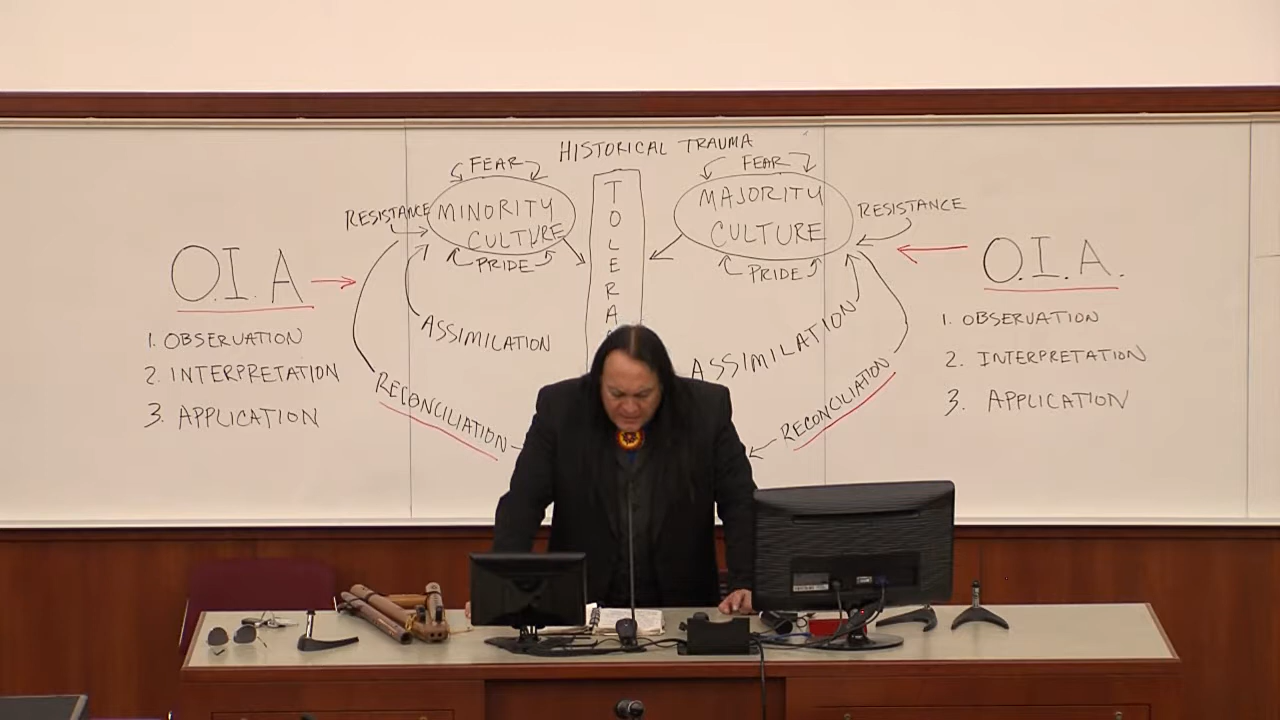 HISTORICAL TRAUMA
FEAR
FEAR
MINORITY
CULTURE
MAJORITY
CULTURE
RESISTANCE
RESISTANCE
PRIDE
PRIDE
TOLERA
O.I.A
1. OBSERVATION
2. INTERPRETATION
3. APPLICATION
ASSIMILATION
RECONCILIATION
ASSIMILATION
RECONCILIATION
O.I.A.
1. OBSERVATION
2. INTERPRETATION
3. APPLICATION